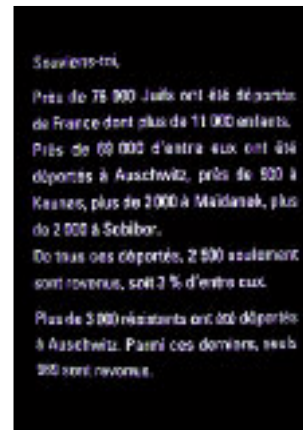 Souviens-toi,
Près de 76 000 Juifs ont été déportés
de France dont plus de 11 000 enfants.
Près de 69 000 d'entre eux ont été
déportés à Auschwitz, près de 900 à
Kaunas, plus de 2 000 à Maïdanek, plus
de 2 000 à Sobibor.
De tous ces déportés, 2 500 seulement
sont revenus, soit 3 % d'entre eux.
Plus de 3 000 résistants ont été déportés
à Auschwitz. Parmi ces derniers, seuls
sont revenus.